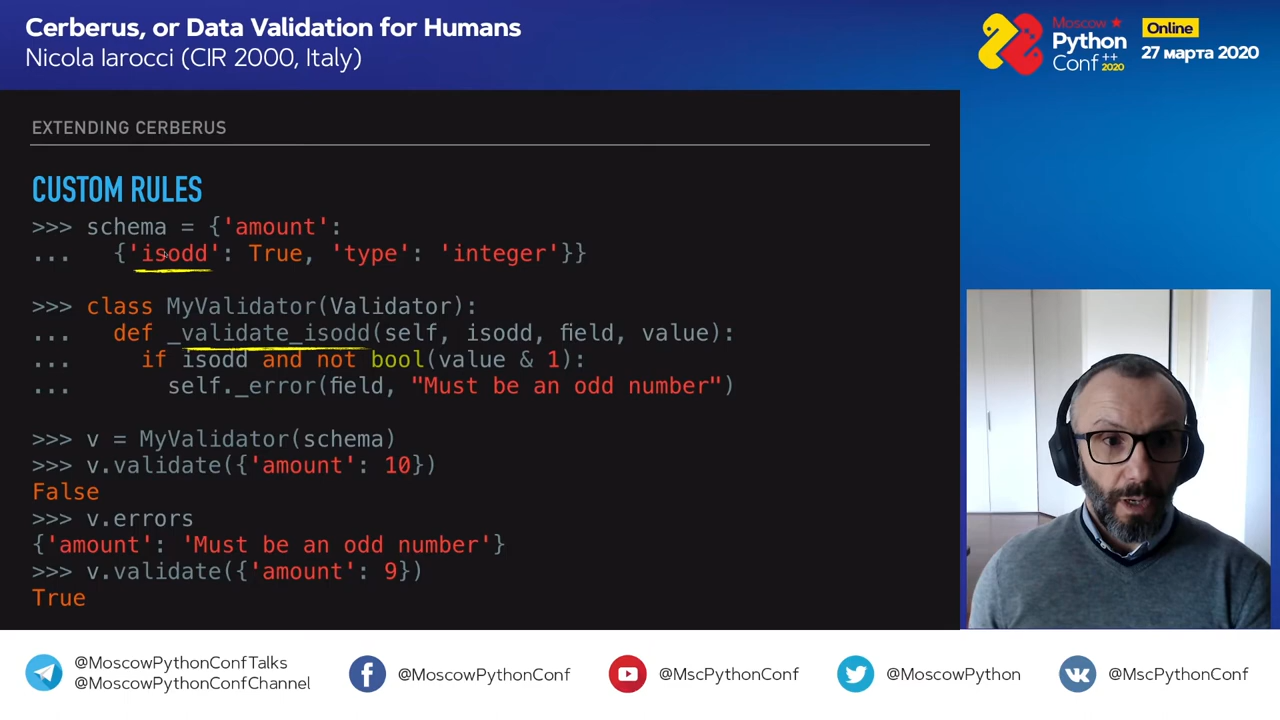 Cerberus, or Data Validation for Humans
Nicola Iarocci (CIR 2000, Italy)
Moscow
Python
Conf ++
2020
Online
27 марта 2020
EXTENDING CERBERUS
CUSTOM RULES
>>> schema = {'amount':
...   {'isodd': True, 'type': 'integer'}}
>>> class MyValidator(Validator):
...   def _validate_isodd(self, isodd, field, value):
...     if isodd and not bool(value & 1):
...       self._error(field, "Must be an odd number")
>>> v = MyValidator(schema)
>>> v.validate({'amount': 10})
False
>>> v.errors
{'amount': 'Must be an odd number'}
>>> v.validate({'amount': 9})
True
@MoscowPythonConfTalks
@MoscowPythonConfChannel
@MoscowPythonConf
@MscPythonConf
@MoscowPython
@MscPythonConf